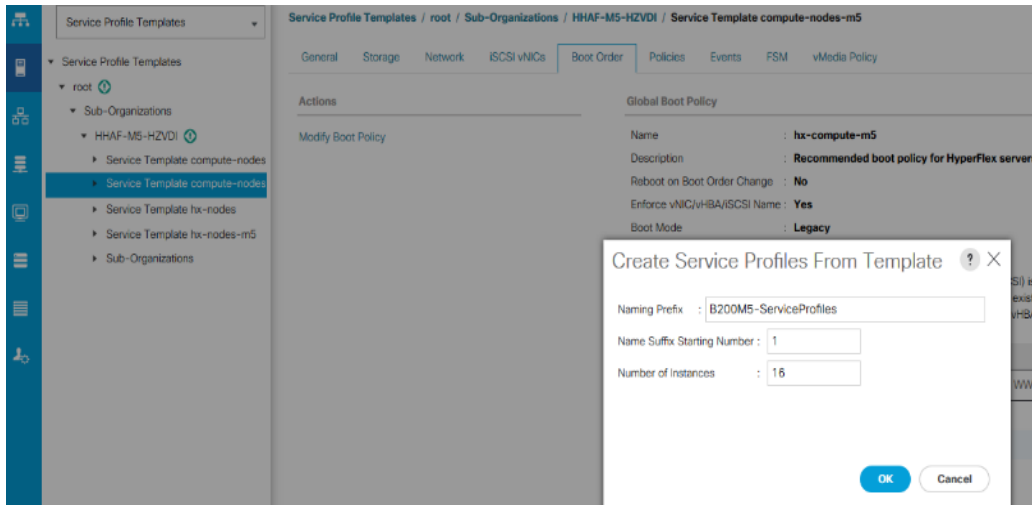 Service Profile Templates
Service Profile Templates
root
Sub-Organizations
HHAF-M5-HZVDI
Service Template compute-nodes
Service Template compute-nodes
Service Template hx-nodes
Service Template hx-nodes-m5
Sub-Organizations
Service Profile Templates / root / Sub-Organizations / HHAF-M5-HZVDI / Service Template compute-nodes-m5
General Storage Network iSCSI vNICs Boot Order Policies Events FSM vMedia Policy
Actions
Modify Boot Policy
Global Boot Policy
Name : hx-compute-m5
Description : Recommended boot policy for HyperFlex server
Reboot on Boot Order Change : No
Enforce vNIC/vHBA/iSCSI Name : Yes
Boot Mode : Legacy
Create Service Profiles From Template ?
Naming Prefix : B200M5-ServiceProfiles
Name Suffix Starting Number : 1
Number of Instances : 16
OK Cancel